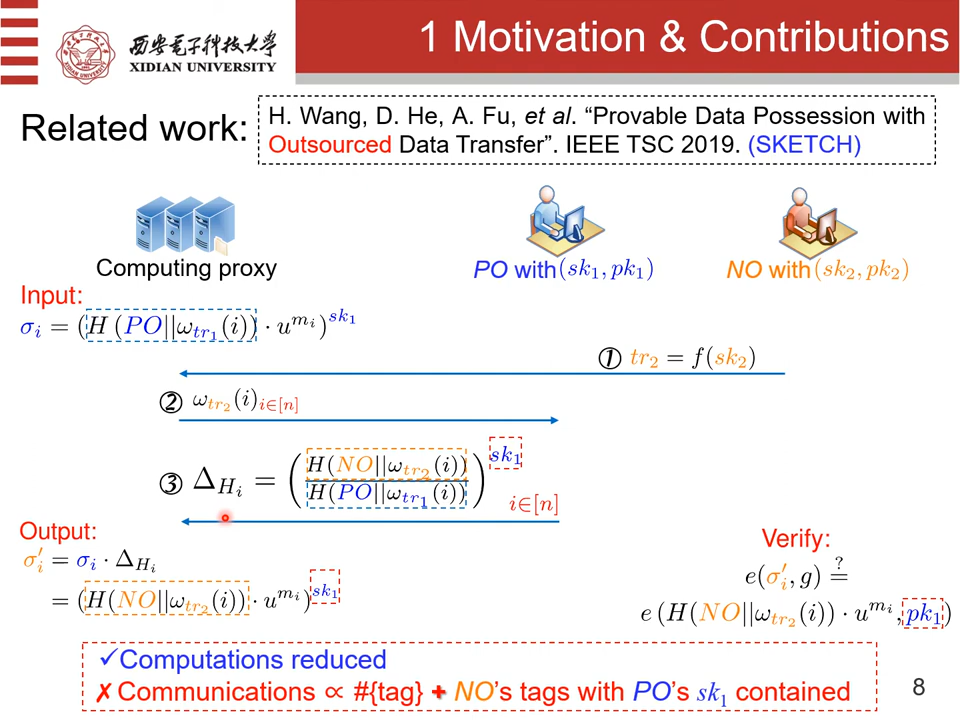 西安电子科技大学
XIDIAN UNIVERSITY
1 Motivation & Contributions
Related work:
H. Wang, D. He, A. Fu, et al. “Provable Data Possession with
Outsourced Data Transfer”. IEEE TSC 2019. (SKETCH)
Computing proxy
PO with (sk₁, pk₁)
NO with (sk₂, pk₂)
Input:
σᵢ = (H (PO||ω_{tr₁}(i)) · u^{mᵢ})^{sk₁}
① tr₂ = f(sk₂)
② ω_{tr₂}(i)_{i∈[n]}
③ Δ_{Hᵢ} = (H(NO||ω_{tr₂}(i)) / H(PO||ω_{tr₁}(i)))^{sk₁} i∈[n]
Output:
σ′ᵢ = σᵢ · Δ_{Hᵢ}
= (H(NO||ω_{tr₂}(i)) · u^{mᵢ})^{sk₁}
Verify:
e(σ′ᵢ, g) ≟
e (H(NO||ω_{tr₂}(i)) · u^{mᵢ}, pk₁)
✓Computations reduced
✗Communications ∝ #{tag} + NO’s tags with PO’s sk₁ contained
8